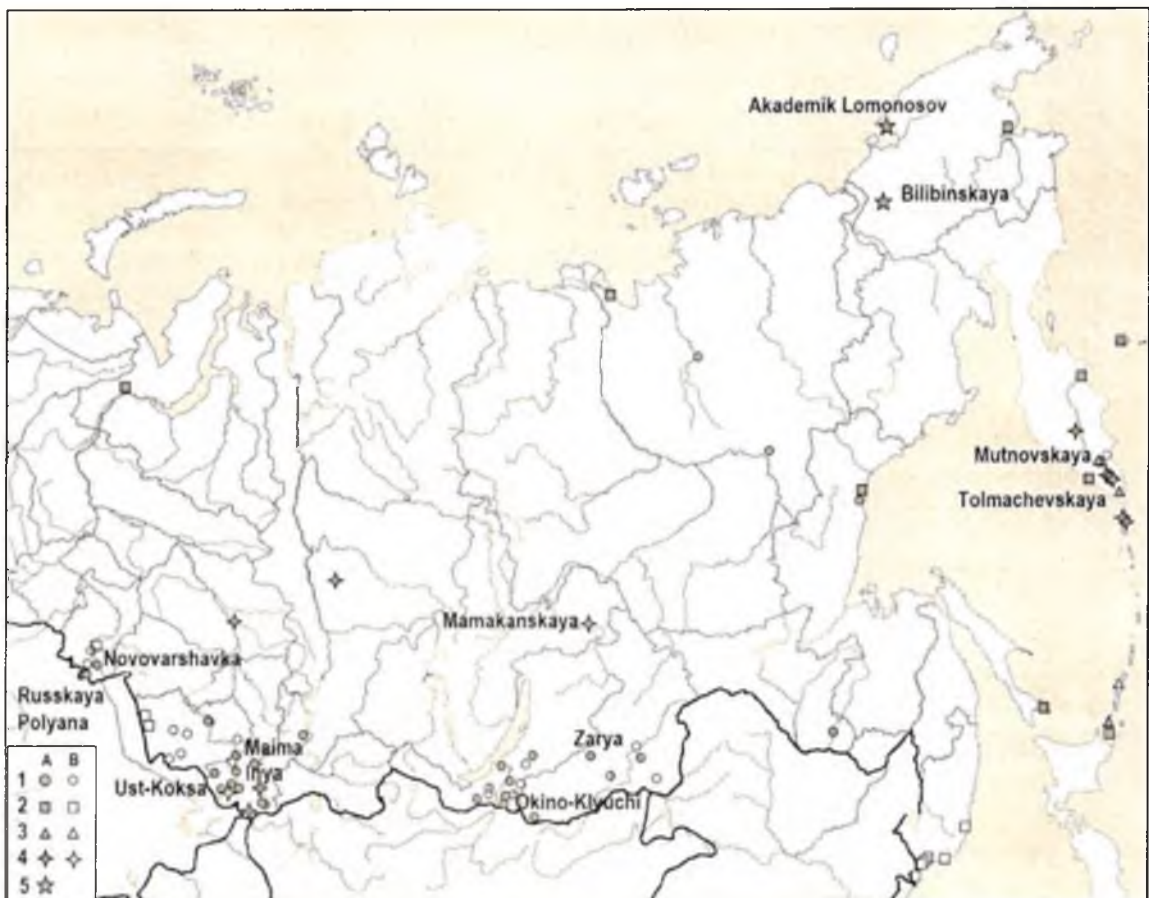 Akademik Lomonosov
Bilibinskaya
Mutnovskaya
Tolmachevskaya
Mamakanskaya
Novovarshavka
Russkaya
Polyana
Zarya
Maima
Inya
Ust-Koksa
Okino-Klyuchi
A B
1
2
3
4
5